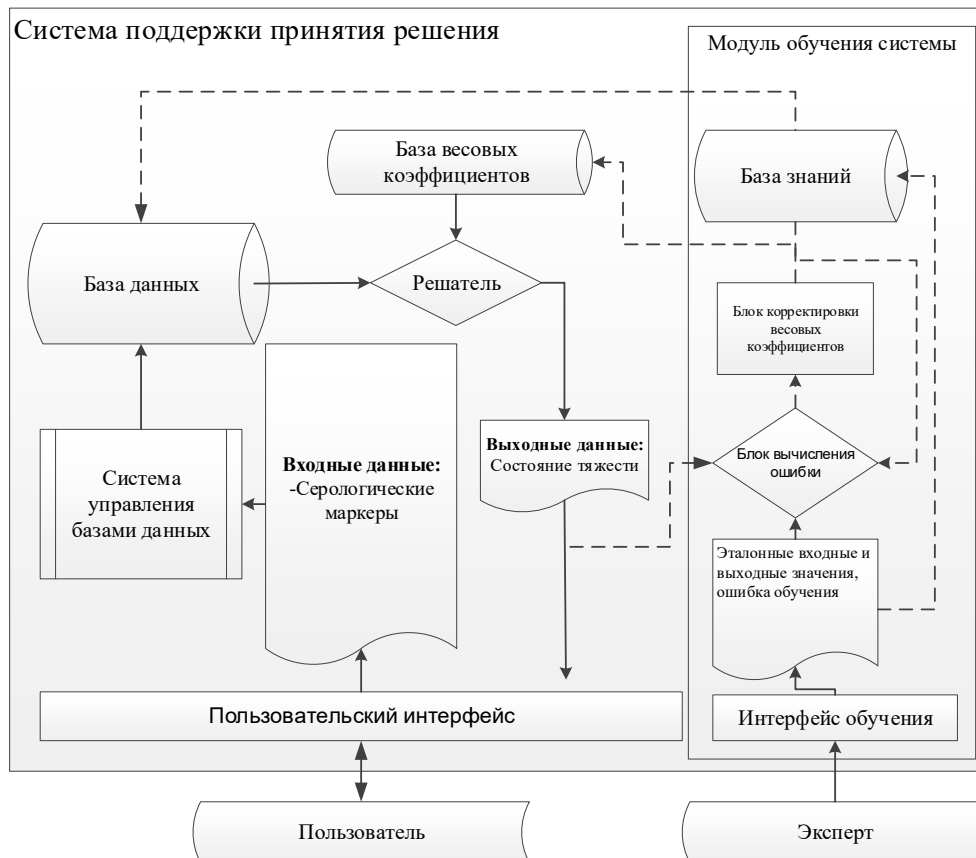 Система поддержки принятия решения
Модуль обучения системы
База весовых
коэффициентов
База знаний
База данных
Решатель
Блок корректировки
весовых
коэффициентов
Входные данные:
-Серологические
маркеры
Выходные данные:
Состояние тяжести
Блок вычисления
ошибки
Система
управления
базами данных
Эталонные входные и
выходные значения,
ошибка обучения
Пользовательский интерфейс
Интерфейс обучения
Пользователь
Эксперт